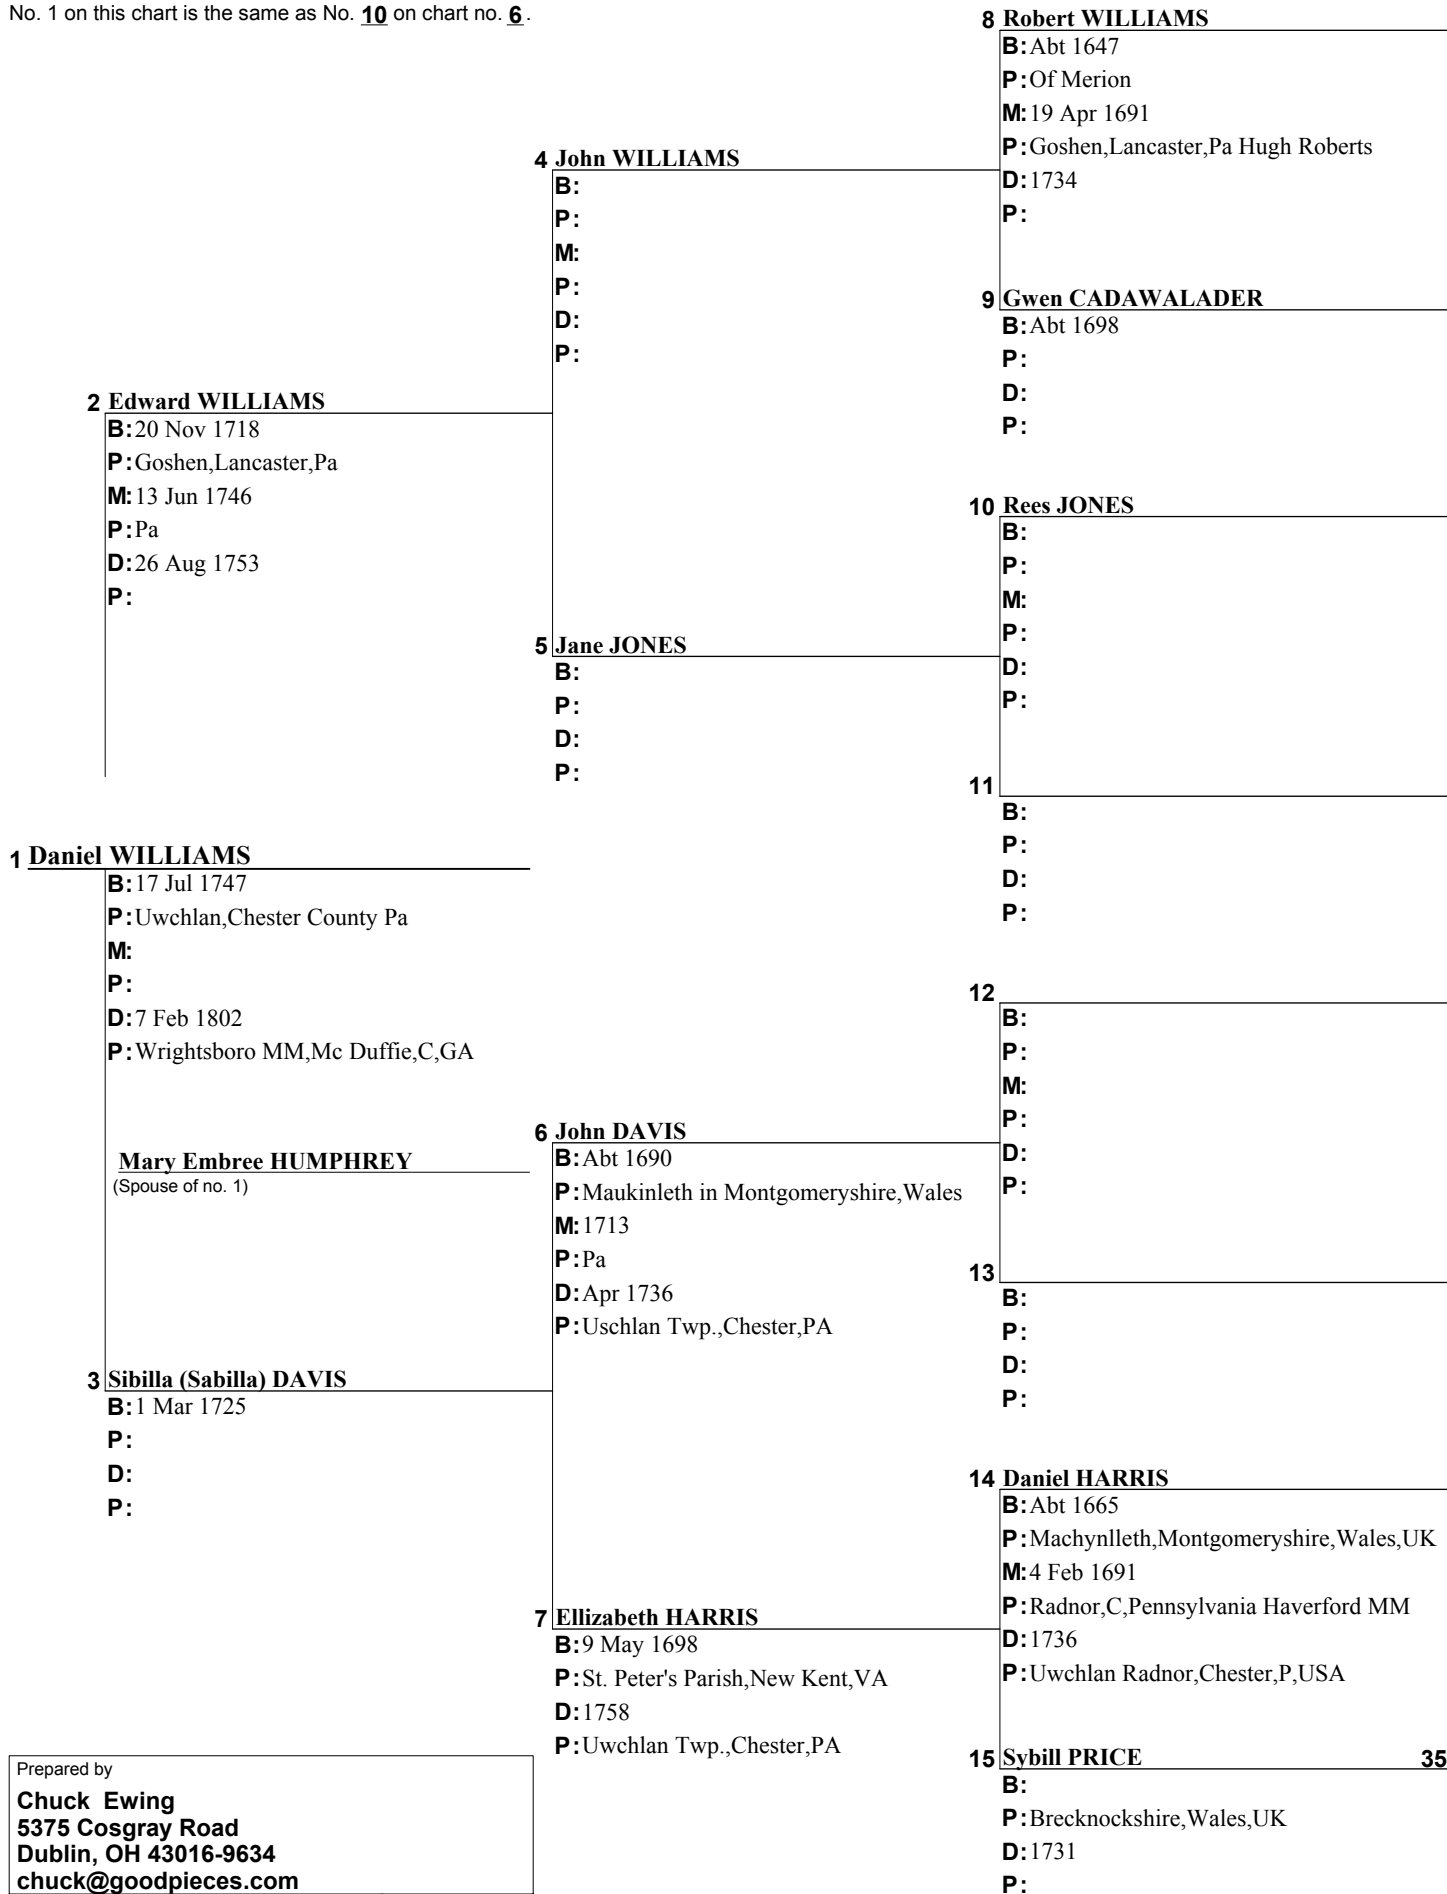 No. 1 on this chart is the same as No. 10 on chart no. 6.
8 Robert WILLIAMS
B: Abt 1647
P: Of Merion
M: 19 Apr 1691
P: Goshen,Lancaster,Pa Hugh Roberts
D: 1734
P:
4 John WILLIAMS
B:
P:
M:
P:
D:
P:
9 Gwen CADAWALADER
B: Abt 1698
P:
D:
P:
2 Edward WILLIAMS
B: 20 Nov 1718
P: Goshen,Lancaster,Pa
M: 13 Jun 1746
P: Pa
D: 26 Aug 1753
P:
10 Rees JONES
B:
P:
M:
P:
D:
P:
5 Jane JONES
B:
P:
D:
P:
11
B:
P:
D:
P:
1 Daniel WILLIAMS
B: 17 Jul 1747
P: Uwchlan,Chester County Pa
M:
P:
D: 7 Feb 1802
P: Wrightsboro MM,Mc Duffie,C,GA
Mary Embree HUMPHREY
(Spouse of no. 1)
12
B:
P:
M:
P:
D:
P:
6 John DAVIS
B: Abt 1690
P: Maukinleth in Montgomeryshire,Wales
M: 1713
P: Pa
D: Apr 1736
P: Uschlan Twp.,Chester,PA
13
B:
P:
D:
P:
3 Sibilla (Sabilla) DAVIS
B: 1 Mar 1725
P:
D:
P:
14 Daniel HARRIS
B: Abt 1665
P: Machynlleth,Montgomeryshire,Wales,UK
M: 4 Feb 1691
P: Radnor,C,Pennsylvania Haverford MM
D: 1736
P: Uwchlan Radnor,Chester,P,USA
7 Ellizabeth HARRIS
B: 9 May 1698
P: St. Peter's Parish,New Kent,VA
D: 1758
P: Uwchlan Twp.,Chester,PA
15 Sybill PRICE 35
B:
P: Brecknockshire,Wales,UK
D: 1731
P:
Prepared by
Chuck Ewing
5375 Cosgray Road
Dublin, OH 43016-9634
chuck@goodpieces.com